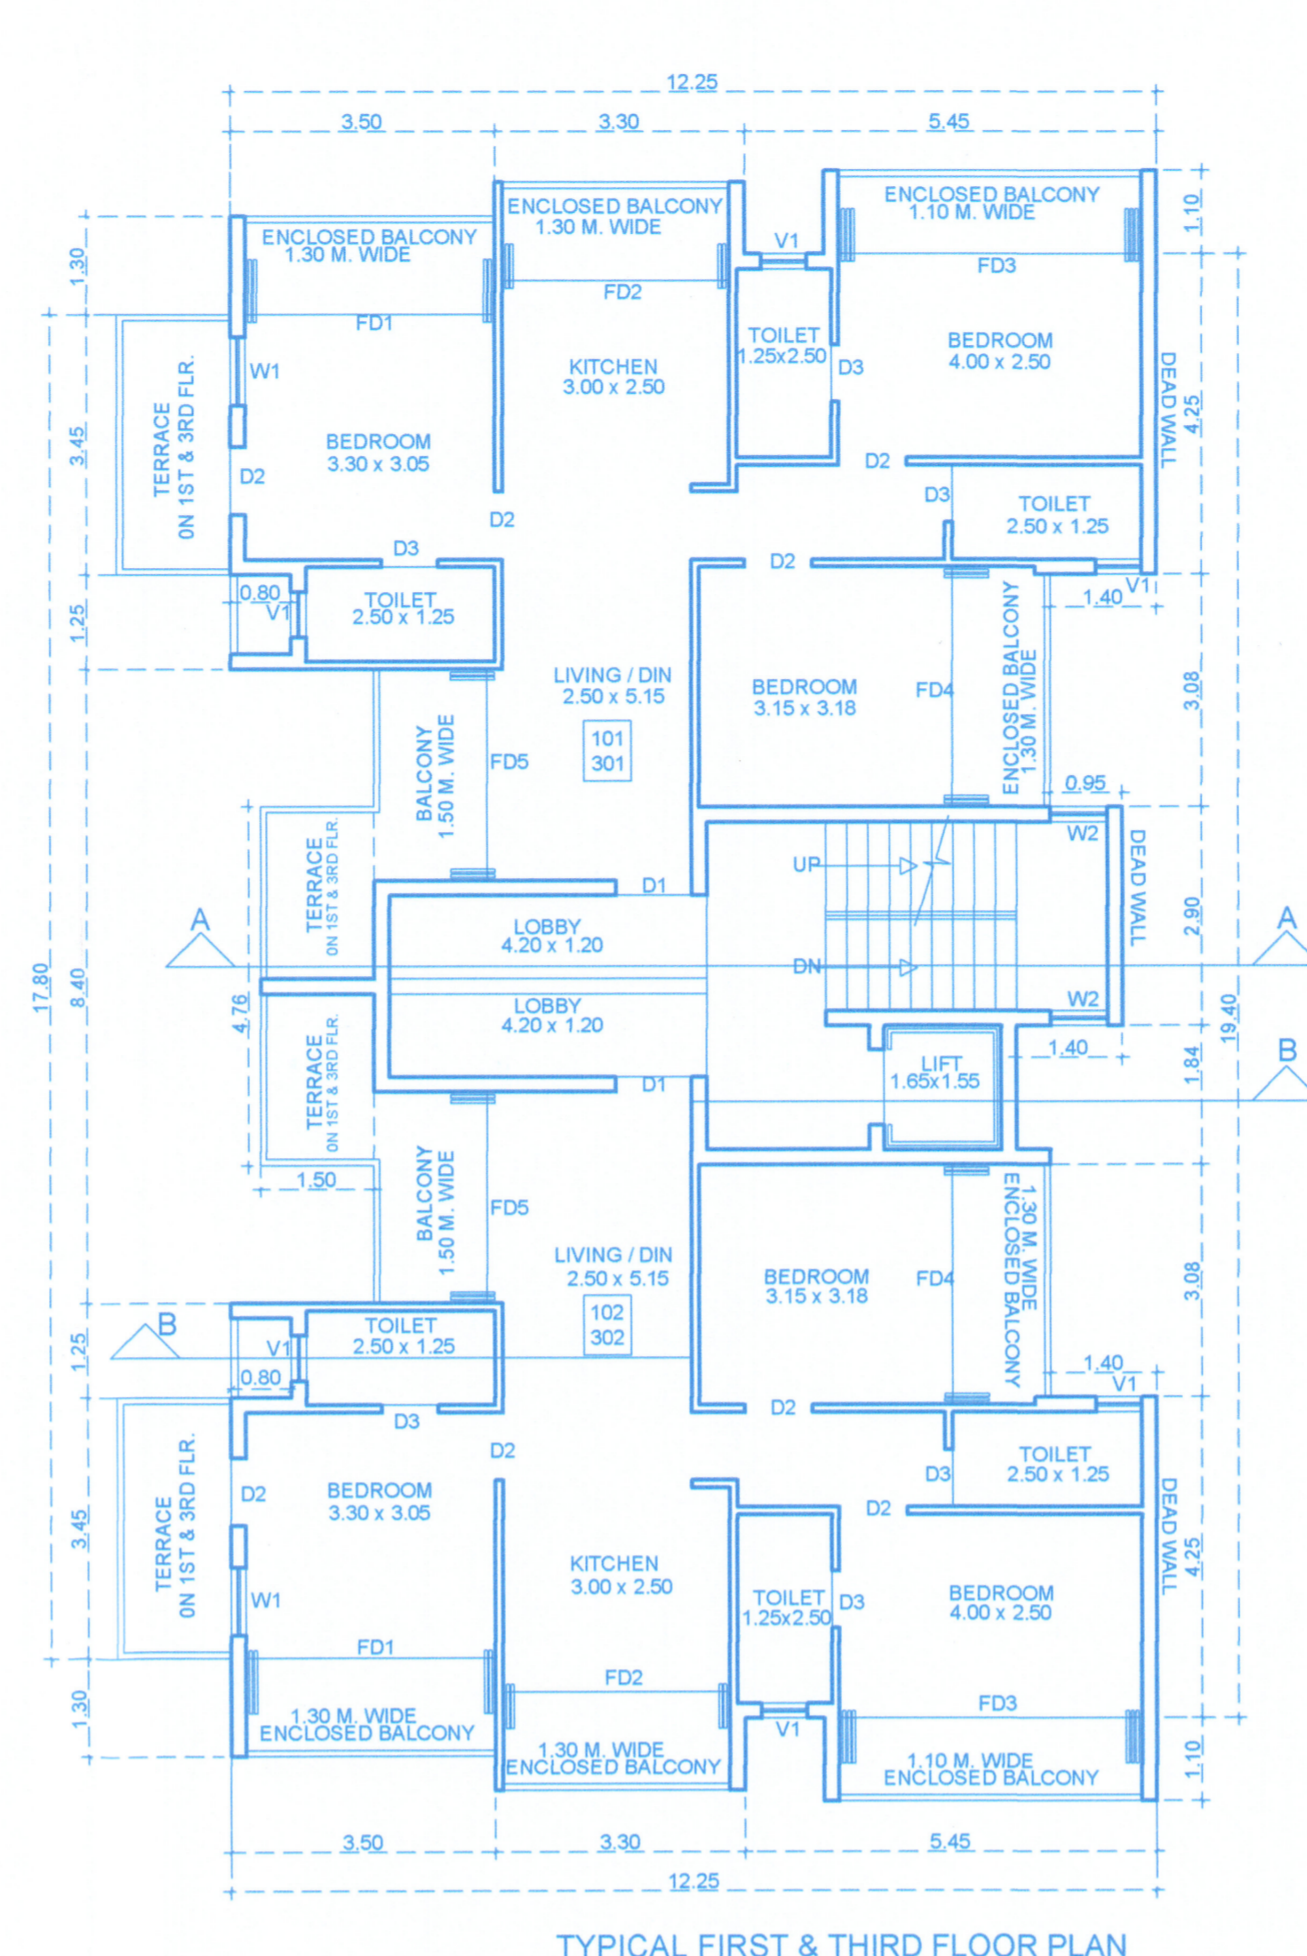 12.25
3.50 3.30 5.45
ENCLOSED BALCONY
1.30 M. WIDE
ENCLOSED BALCONY
1.30 M. WIDE
ENCLOSED BALCONY
1.10 M. WIDE
1.10
1.30
V1
FD1
FD2
FD3
TERRACE
0N 1ST & 3RD FLR.
W1
KITCHEN
3.00 x 2.50
TOILET
1.25x2.50
D3
BEDROOM
4.00 x 2.50
DEAD WALL
4.25
3.45
BEDROOM
3.30 x 3.05
D2
D2
D2
D3
TOILET
2.50 x 1.25
D3
D2
V1
1.40
0.80
V1
TOILET
2.50 x 1.25
1.25
LIVING / DIN
2.50 x 5.15
101
301
BEDROOM
3.15 x 3.18
FD4
ENCLOSED BALCONY
1.30 M. WIDE
3.08
BALCONY
1.50 M. WIDE
FD5
0.95
W2
UP
DEAD WALL
2.90
TERRACE
0N 1ST & 3RD FLR.
D1
LOBBY
4.20 x 1.20
A
A
DN
17.80
8.40
4.76
LOBBY
4.20 x 1.20
W2
19.40
TERRACE
0N 1ST & 3RD FLR.
D1
LIFT
1.65x1.55
1.40
1.84
B
1.50
BALCONY
1.50 M. WIDE
FD5
LIVING / DIN
2.50 x 5.15
102
302
BEDROOM
3.15 x 3.18
FD4
1.30 M. WIDE
ENCLOSED BALCONY
3.08
B
1.25
V1
0.80
TOILET
2.50 x 1.25
1.40
V1
D3
D2
D2
TERRACE
0N 1ST & 3RD FLR.
D2
BEDROOM
3.30 x 3.05
D3
TOILET
2.50 x 1.25
D2
DEAD WALL
3.45
4.25
W1
KITCHEN
3.00 x 2.50
TOILET
1.25x2.50
D3
BEDROOM
4.00 x 2.50
FD1
FD2
FD3
V1
1.30
1.30 M. WIDE
ENCLOSED BALCONY
1.30 M. WIDE
ENCLOSED BALCONY
1.10 M. WIDE
ENCLOSED BALCONY
1.10
3.50 3.30 5.45
12.25
TYPICAL FIRST & THIRD FLOOR PLAN